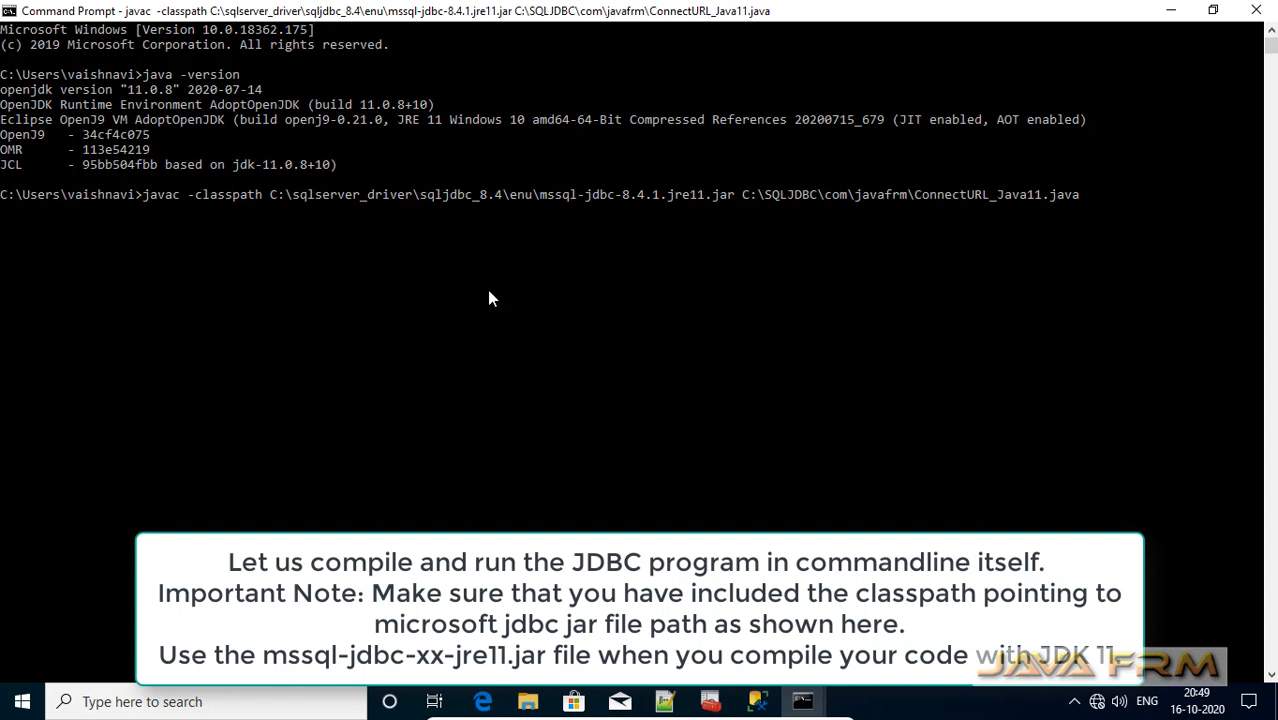 Command Prompt - javac -classpath C:\sqlserver_driver\sqljdbc_8.4\enu\mssql-jdbc-8.4.1.jre11.jar C:\SQLJDBC\com\javafrm\ConnectURL_Java11.java
Microsoft Windows [Version 10.0.18362.175]
(c) 2019 Microsoft Corporation. All rights reserved.
C:\Users\vaishnavi>java -version
openjdk version "11.0.8" 2020-07-14
OpenJDK Runtime Environment AdoptOpenJDK (build 11.0.8+10)
Eclipse OpenJ9 VM AdoptOpenJDK (build openj9-0.21.0, JRE 11 Windows 10 amd64-64-Bit Compressed References 20200715_679 (JIT enabled, AOT enabled)
OpenJ9 - 34cf4c075
OMR - 113e54219
JCL - 95bb504fbb based on jdk-11.0.8+10)
C:\Users\vaishnavi>javac -classpath C:\sqlserver_driver\sqljdbc_8.4\enu\mssql-jdbc-8.4.1.jre11.jar C:\SQLJDBC\com\javafrm\ConnectURL_Java11.java
Let us compile and run the JDBC program in commandline itself.
Important Note: Make sure that you have included the classpath pointing to
microsoft jdbc jar file path as shown here.
Use the mssql-jdbc-xx-jre11.jar file when you compile your code with JDK 11.
JAVA FRM
Type here to search
ENG
20:49
16-10-2020